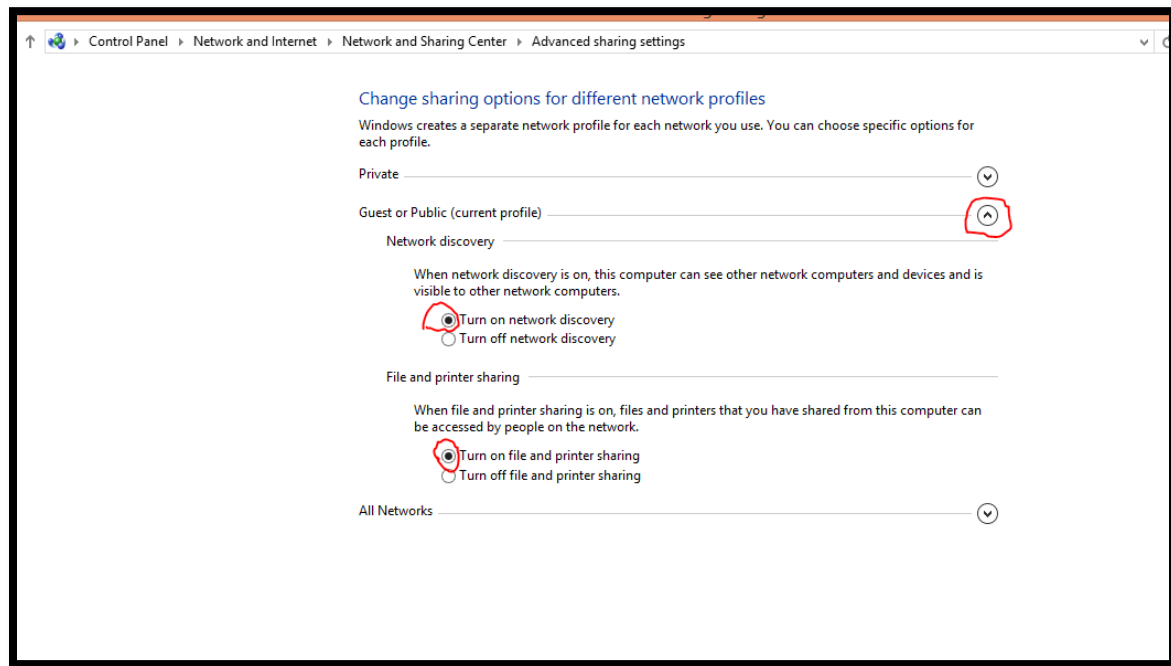 Control Panel Network and Internet Network and Sharing Center Advanced sharing settings
Change sharing options for different network profiles
Windows creates a separate network profile for each network you use. You can choose specific options for
each profile.
Private
Guest or Public (current profile)
Network discovery
When network discovery is on, this computer can see other network computers and devices and is
visible to other network computers.
Turn on network discovery
Turn off network discovery
File and printer sharing
When file and printer sharing is on, files and printers that you have shared from this computer can
be accessed by people on the network.
Turn on file and printer sharing
Turn off file and printer sharing
All Networks